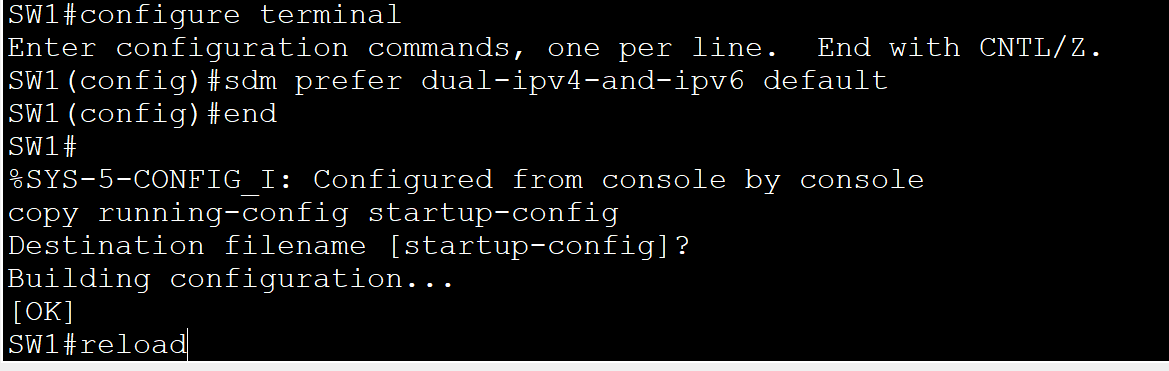 SW1#configure terminal
Enter configuration commands, one per line.  End with CNTL/Z.
SW1(config)#sdm prefer dual-ipv4-and-ipv6 default
SW1(config)#end
SW1#
%SYS-5-CONFIG_I: Configured from console by console
copy running-config startup-config
Destination filename [startup-config]?
Building configuration...
[OK]
SW1#reload